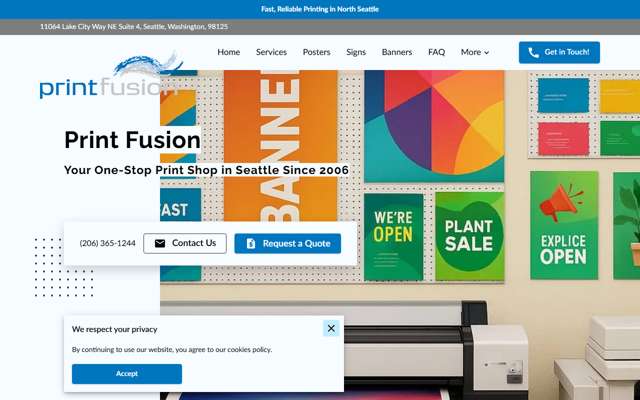 Fast, Reliable Printing in North Seattle
11064 Lake City Way NE Suite 4, Seattle, Washington, 98125
printfusion
Home
Services
Posters
Signs
Banners
FAQ
More
Get in Touch!
Print Fusion
Your One-Stop Print Shop in Seattle Since 2006
(206) 365-1244
Contact Us
Request a Quote
BANNE
FAST
WE'RE
OPEN
PLANT
SALE
EXPLICE
OPEN
We respect your privacy
By continuing to use our website, you agree to our cookies policy.
Accept